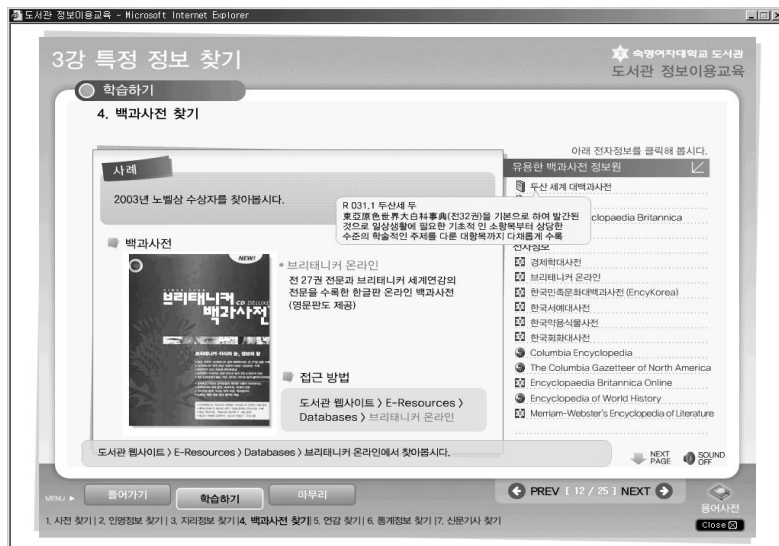 도서관 정보이용교육 - Microsoft Internet Explorer
3강 특정 정보 찾기
숙명여자대학교 도서관
도서관 정보이용교육
학습하기
4. 백과사전 찾기
아래 전자정보를 클릭해 봅시다.
사례
2003년 노벨상 수상자를 찾아봅시다.
백과사전
NEW!
브리태니커
CD DELUXE
백과사전
• 브리태니커 온라인
전 27권 전문과 브리태니커 세계연감의
전문을 수록한 한글판 온라인 백과사전
(영문판도 제공)
접근 방법
도서관 웹사이트 > E-Resources >
Databases > 브리태니커 온라인
유용한 백과사전 정보원
두산 세계 대백과사전
R 031.1 두산세 두
東亞原色世界大白科事典(전32권)을 기본으로 하여 발간된
것으로 일상생활에 필요한 기초적 인 소항목부터 상당한
수준의 학술적인 주제를 다룬 대항목까지 다채롭게 수록
clopaedia Britannica
전자정보
경제학대사전
브리태니커 온라인
한국민족문화대백과사전 (EncyKorea)
한국서예대사전
한국약용식물사전
한국회화대사전
Columbia Encyclopedia
The Columbia Gazetteer of North America
Encyclopaedia Britannica Online
Encyclopedia of World History
Merriam-Webster's Encyclopedia of Literature
도서관 웹사이트 > E-Resources > Databases > 브리태니커 온라인에서 찾아봅시다.
NEXT PAGE
SOUND OFF
MENU ▶
들어가기
학습하기
마무리
PREV [ 12 / 25 ] NEXT
용어사전
1. 사전 찾기 | 2. 인명정보 찾기 | 3. 지리정보 찾기 |4. 백과사전 찾기| 5. 연감 찾기 | 6. 통계정보 찾기 |7. 신문기사 찾기
Close